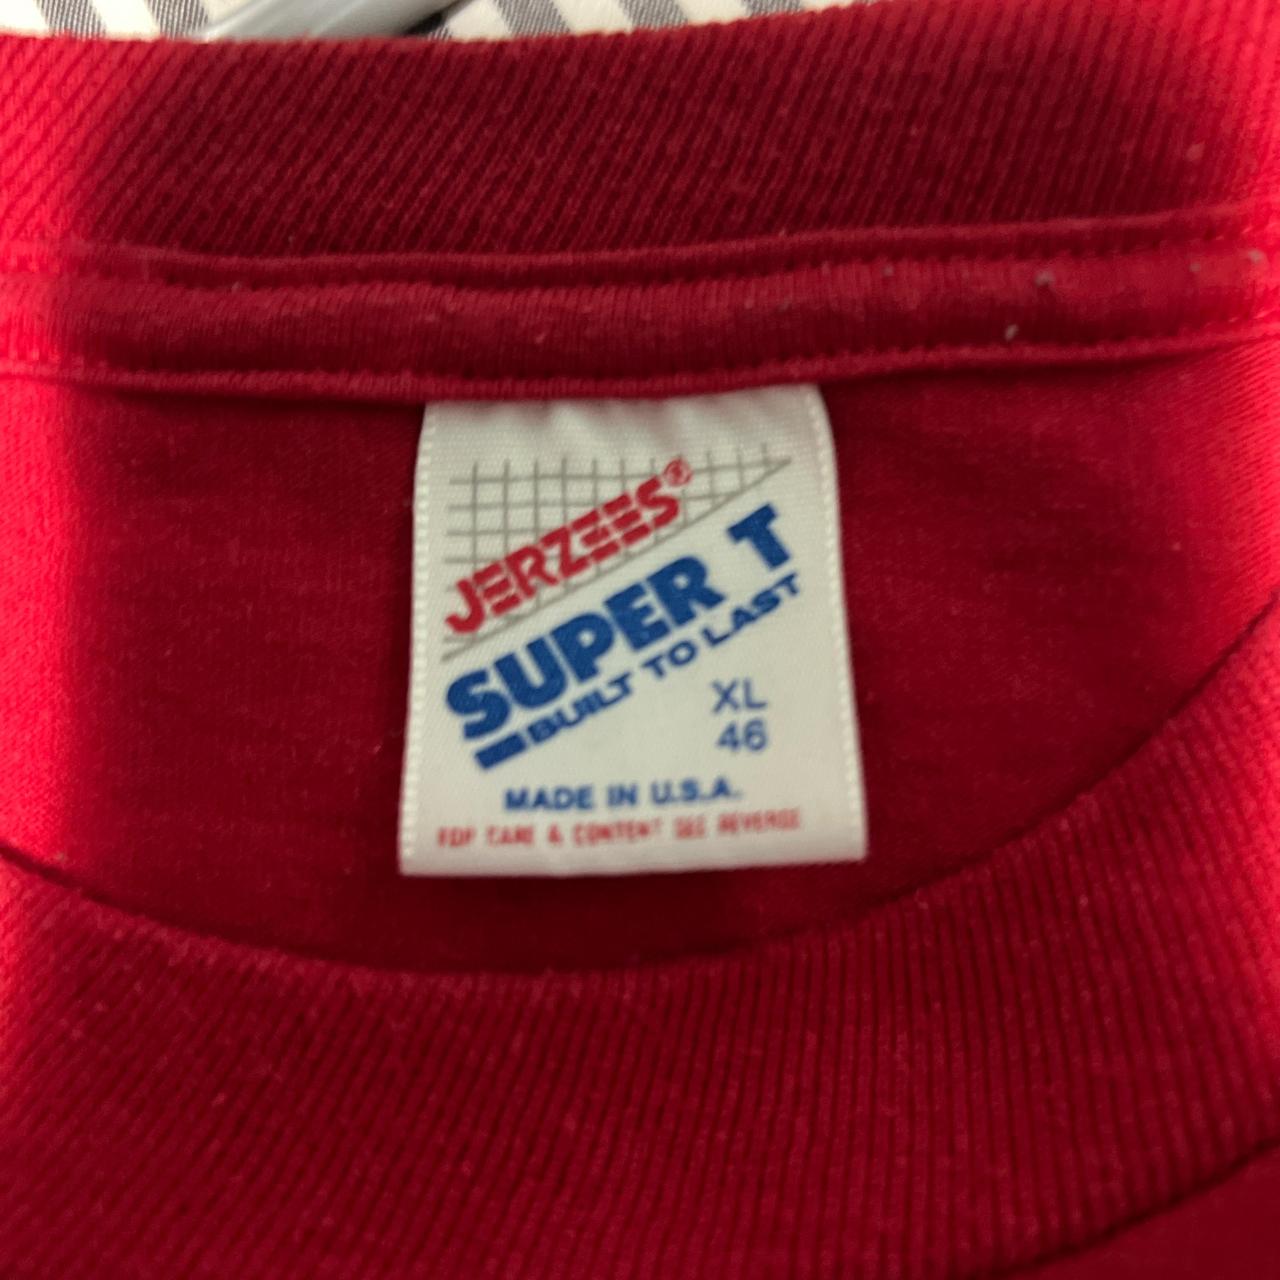 JERZEES®
SUPER T
BUILT TO LAST
XL
46
MADE IN U.S.A.
FOR CARE & CONTENT SEE REVERSE